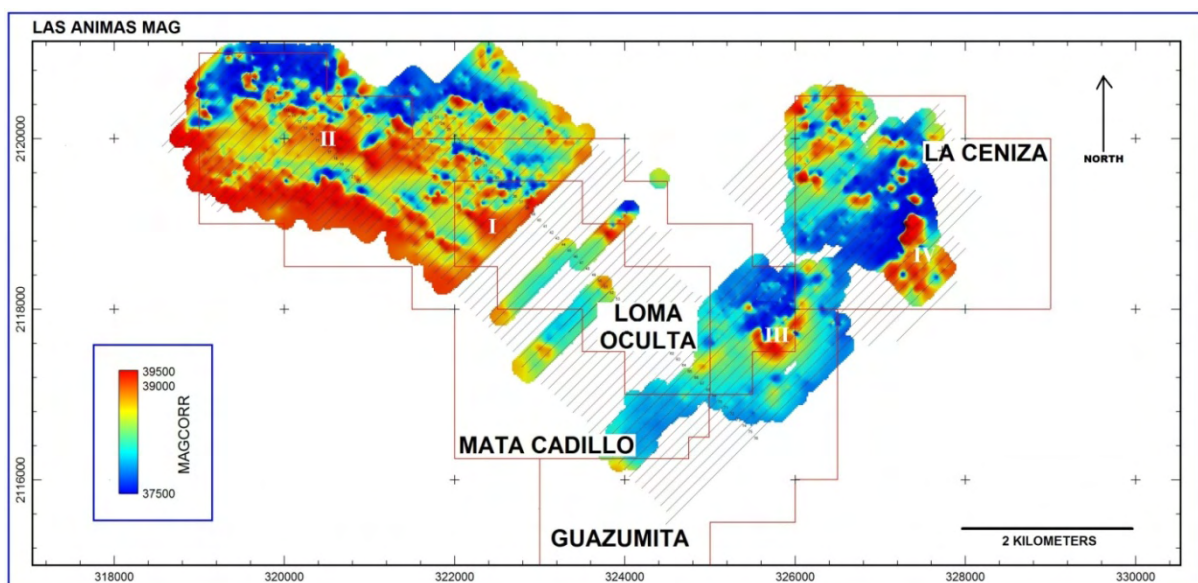 LAS ANIMAS MAG
2120000
2118000
2116000
II
I
III
IV
LA CENIZA
NORTH
LOMA
OCULTA
MATA CADILLO
GUAZUMITA
39500
39000
37500
MAGCORR
2 KILOMETERS
318000 320000 322000 324000 326000 328000 330000